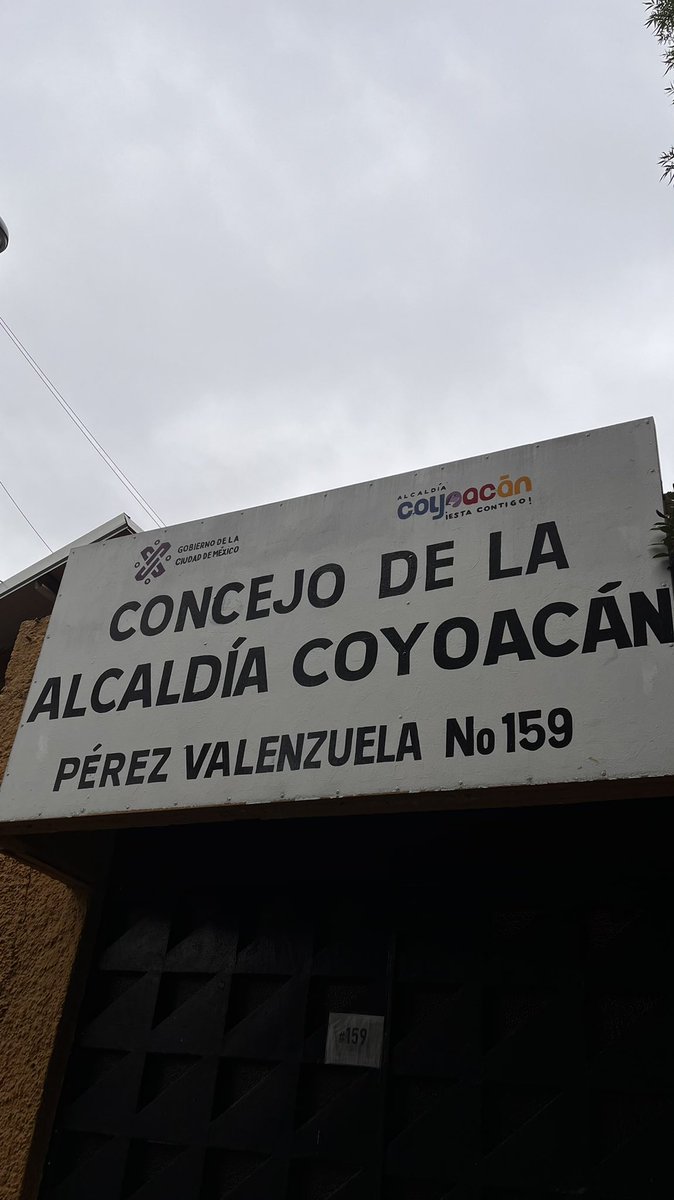 GOBIERNO DE LA
CIUDAD DE MÉXICO
ALCALDÍA
COYOACÁN
¡ESTA CONTIGO!
CONCEJO DE LA
ALCALDÍA COYOACÁN
PÉREZ VALENZUELA No 159
#159